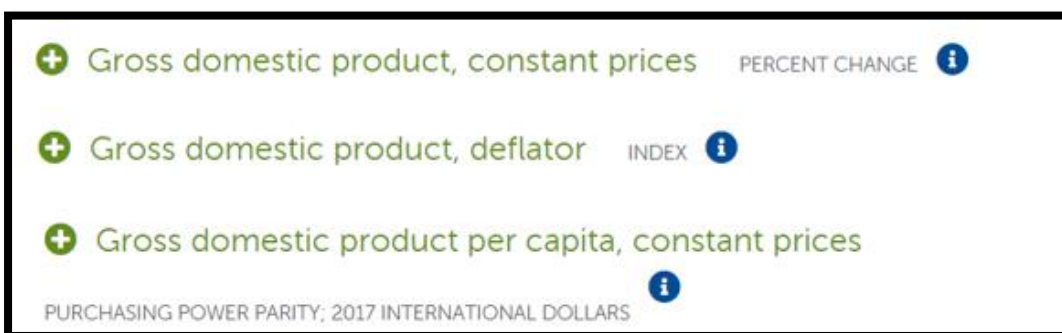 Gross domestic product, constant prices PERCENT CHANGE
Gross domestic product, deflator INDEX
Gross domestic product per capita, constant prices
PURCHASING POWER PARITY; 2017 INTERNATIONAL DOLLARS